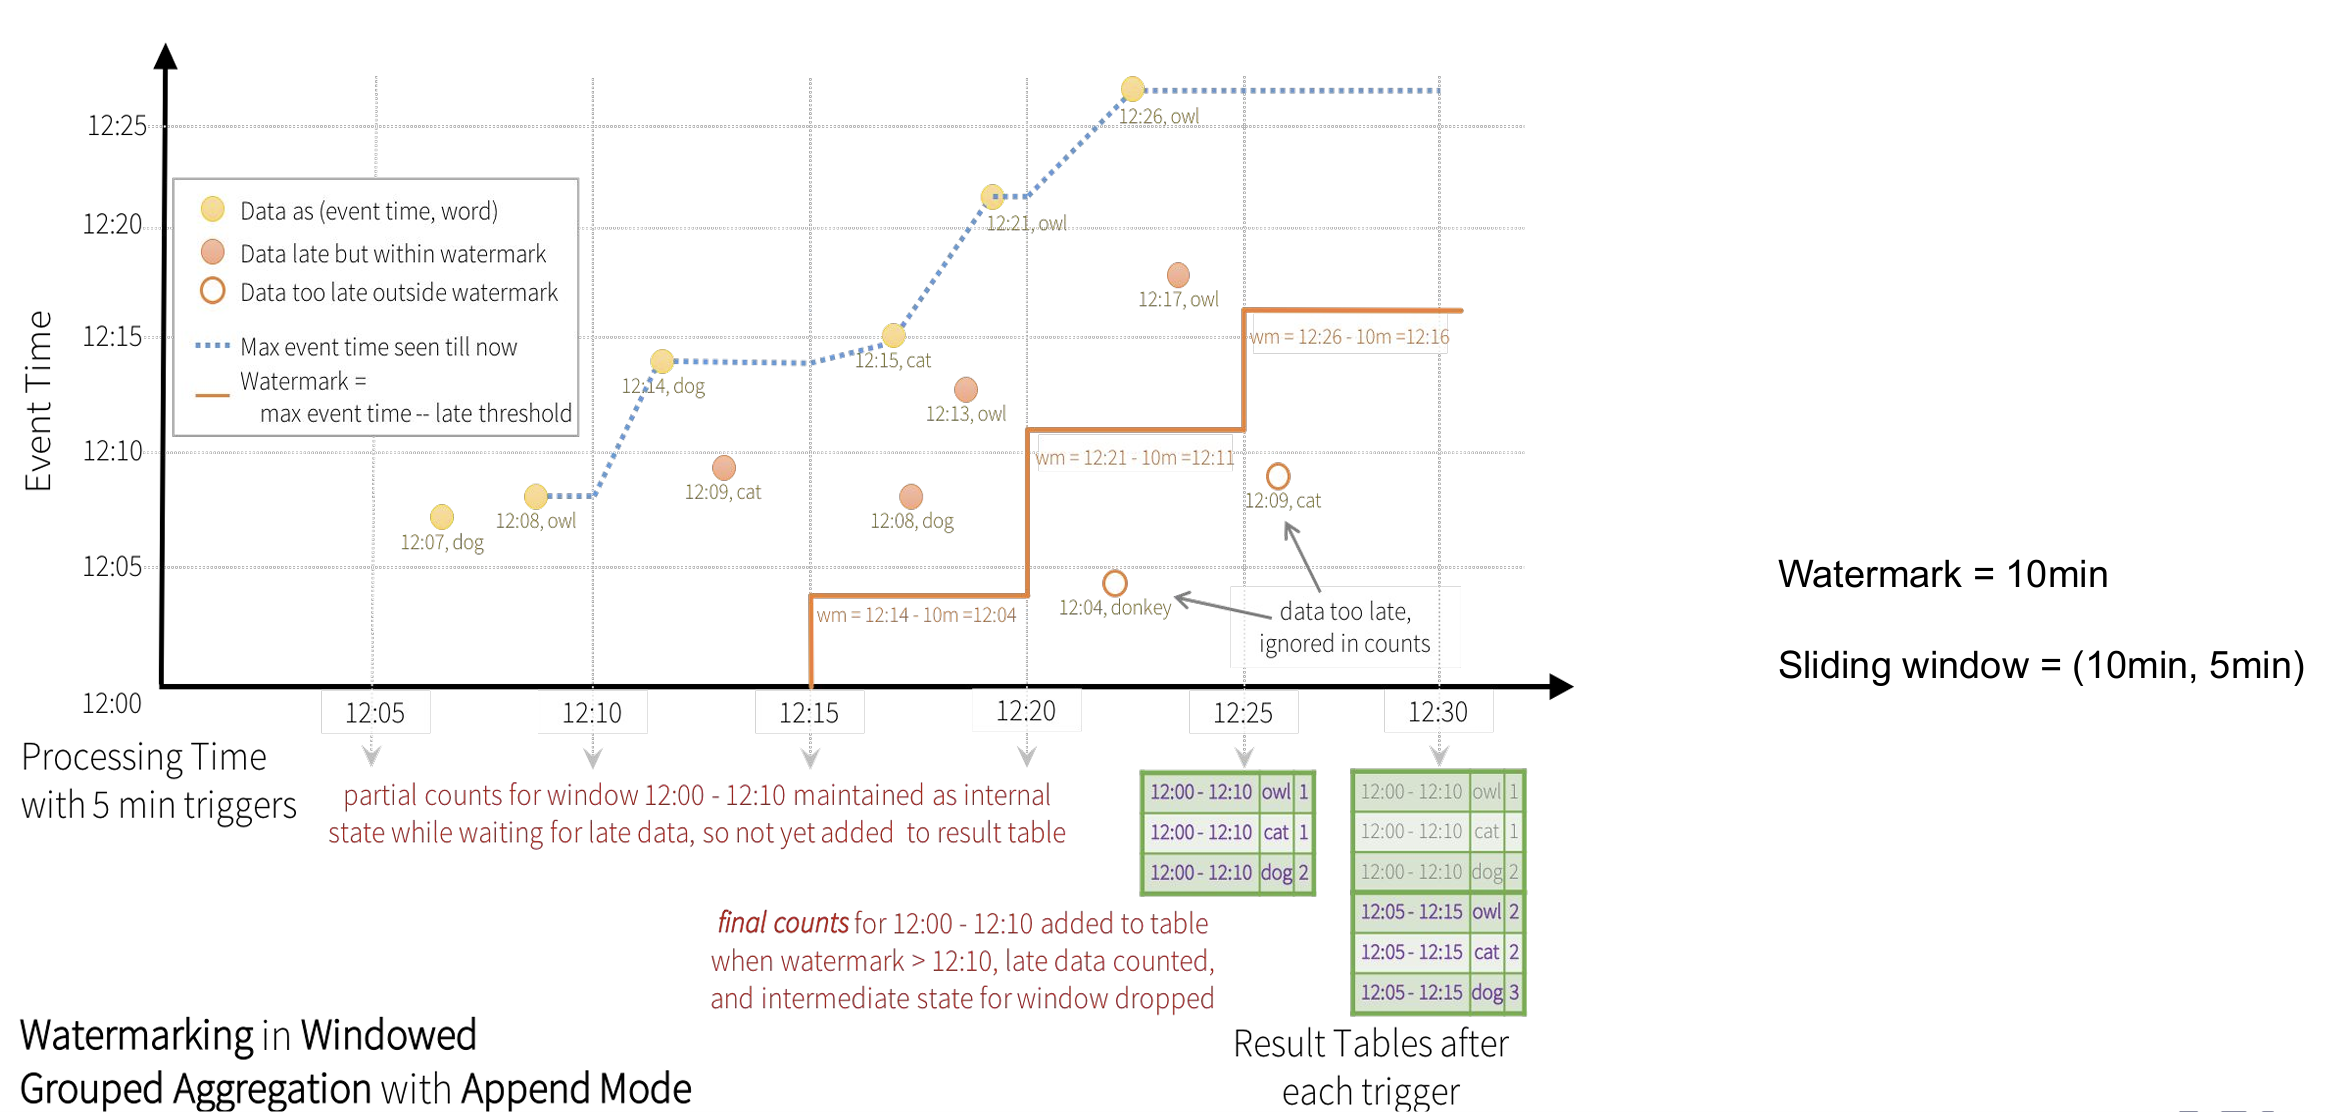 12:25
12:20
12:15
12:10
12:05
12:00
Event Time
Data as (event time, word)
Data late but within watermark
Data too late outside watermark
Max event time seen till now
Watermark =
max event time -- late threshold
12:07, dog
12:08, owl
12:14, dog
12:09, cat
12:15, cat
12:08, dog
12:13, owl
12:21, owl
12:26, owl
12:17, owl
12:04, donkey
12:09, cat
wm = 12:14 - 10m =12:04
wm = 12:21 - 10m =12:11
wm = 12:26 - 10m =12:16
data too late,
ignored in counts
Watermark = 10min
Sliding window = (10min, 5min)
12:05
12:10
12:15
12:20
12:25
12:30
Processing Time
with 5 min triggers
partial counts for window 12:00 - 12:10 maintained as internal
state while waiting for late data, so not yet added to result table
12:00 - 12:10 owl 1
12:00 - 12:10 cat 1
12:00 - 12:10 dog 2
12:00 - 12:10 owl 1
12:00 - 12:10 cat 1
12:00 - 12:10 dog 2
12:05 - 12:15 owl 2
12:05 - 12:15 cat 2
12:05 - 12:15 dog 3
final counts for 12:00 - 12:10 added to table
when watermark > 12:10, late data counted,
and intermediate state for window dropped
Result Tables after
each trigger
Watermarking in Windowed
Grouped Aggregation with Append Mode